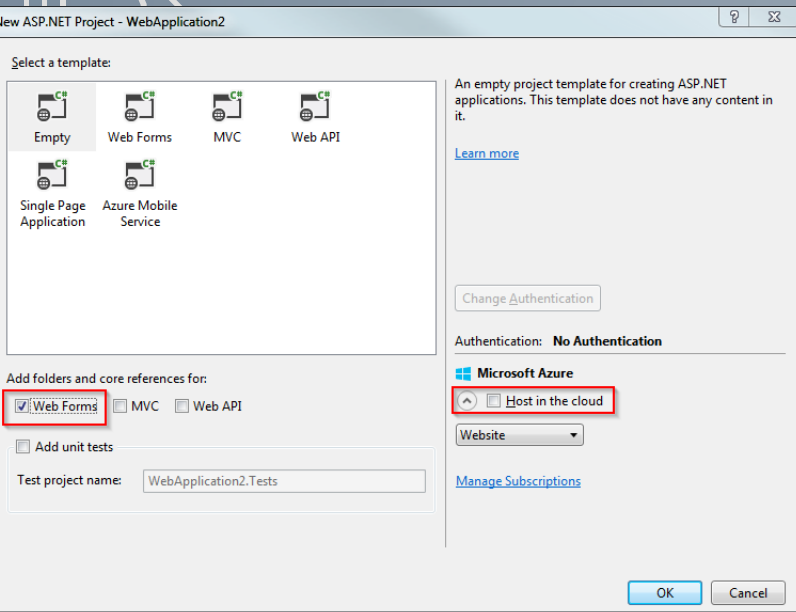 New ASP.NET Project - WebApplication2
Select a template:
Empty
Web Forms
MVC
Web API
Single Page
Application
Azure Mobile
Service
An empty project template for creating ASP.NET
applications. This template does not have any content in
it.
Learn more
Change Authentication
Authentication: No Authentication
Microsoft Azure
Host in the cloud
Website
Manage Subscriptions
Add folders and core references for:
Web Forms MVC Web API
Add unit tests
Test project name: WebApplication2.Tests
OK Cancel